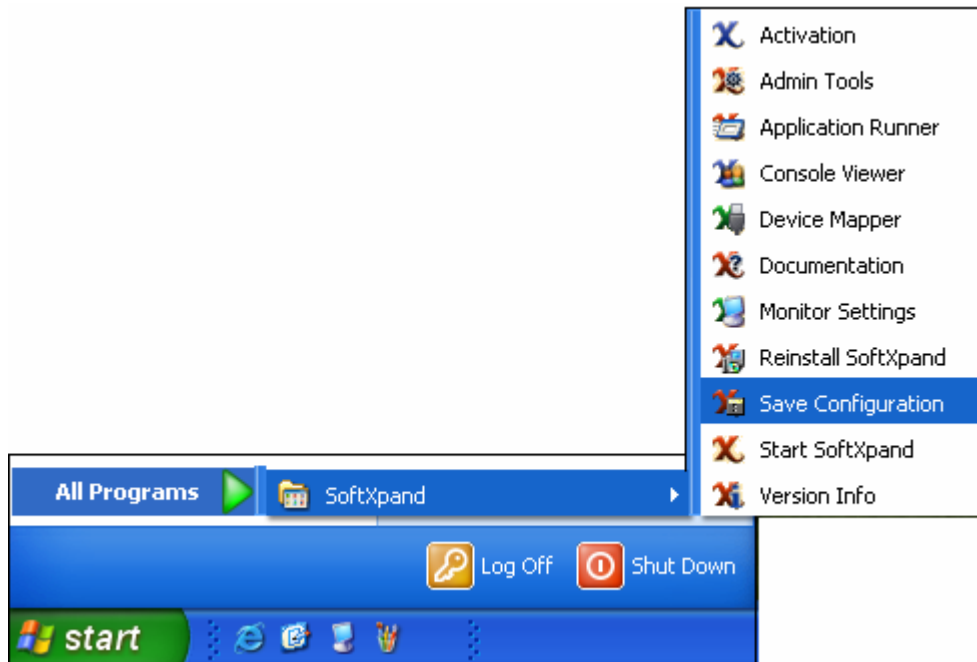 Activation
Admin Tools
Application Runner
Console Viewer
Device Mapper
Documentation
Monitor Settings
Reinstall SoftXpand
Save Configuration
Start SoftXpand
Version Info
All Programs
SoftXpand
Log Off
Shut Down
start